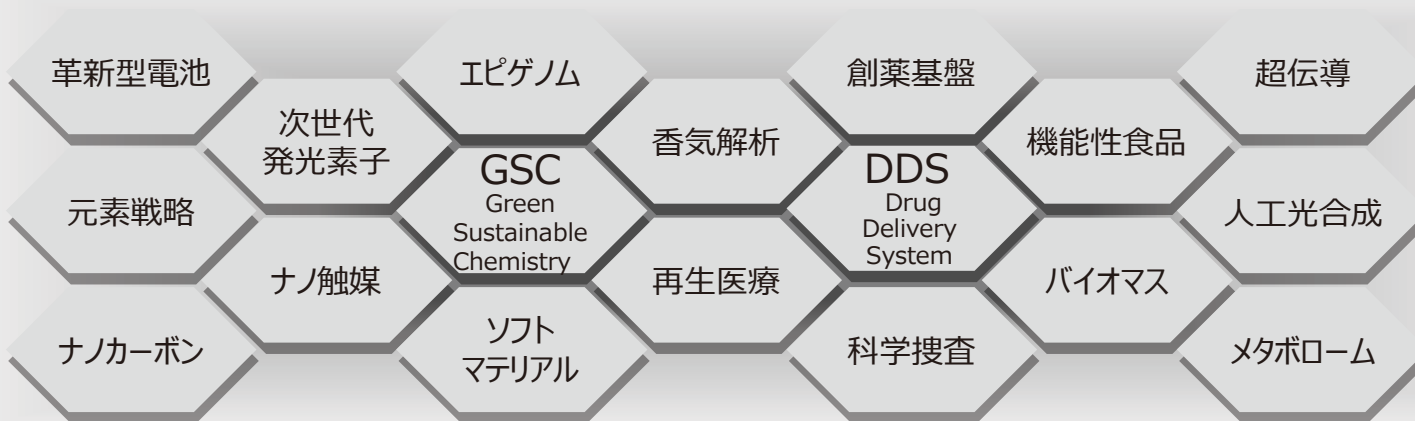 革新型電池
エピゲノム
創薬基盤
超伝導
次世代
発光素子
香気解析
機能性食品
元素戦略
GSC
Green
Sustainable
Chemistry
DDS
Drug
Delivery
System
人工光合成
ナノ触媒
再生医療
バイオマス
ナノカーボン
ソフト
マテリアル
科学捜査
メタボローム